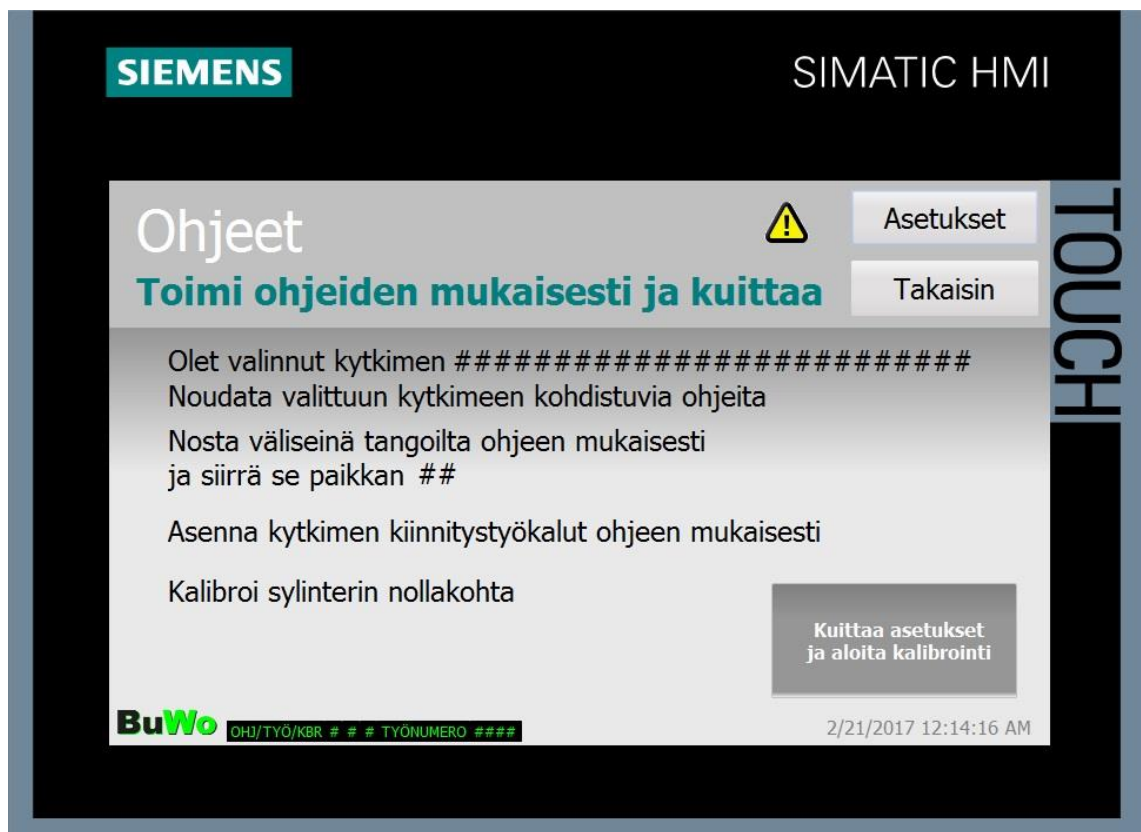 SIEMENS
SIMATIC HMI
TOUCH
Ohjeet
Asetukset
Toimi ohjeiden mukaisesti ja kuittaa
Takaisin
Olet valinnut kytkimen ##########################
Noudata valittuun kytkimeen kohdistuvia ohjeita
Nosta väliseinä tangoilta ohjeen mukaisesti
ja siirrä se paikkan ##
Asenna kytkimen kiinnitystyökalut ohjeen mukaisesti
Kalibroi sylinterin nollakohta
Kuittaa asetukset
ja aloita kalibrointi
BuWo OHJ/TYÖ/KBR # # # TYÖNUMERO ####
2/21/2017 12:14:16 AM